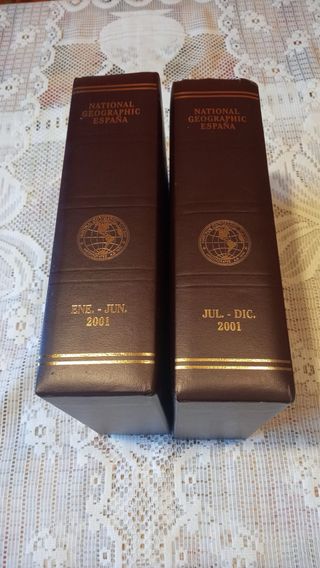 NATIONAL
GEOGRAPHIC
ESPAÑA
ENE. - JUN.
2001
NATIONAL
GEOGRAPHIC
ESPAÑA
JUL. - DIC.
2001